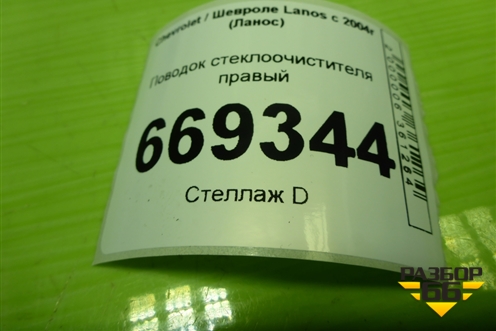 Chevrolet / Шевроле Lanos с 2004г
(Ланос)
Поводок стеклоочистителя
правый
669344
Стеллаж D
РАЗБОР
66